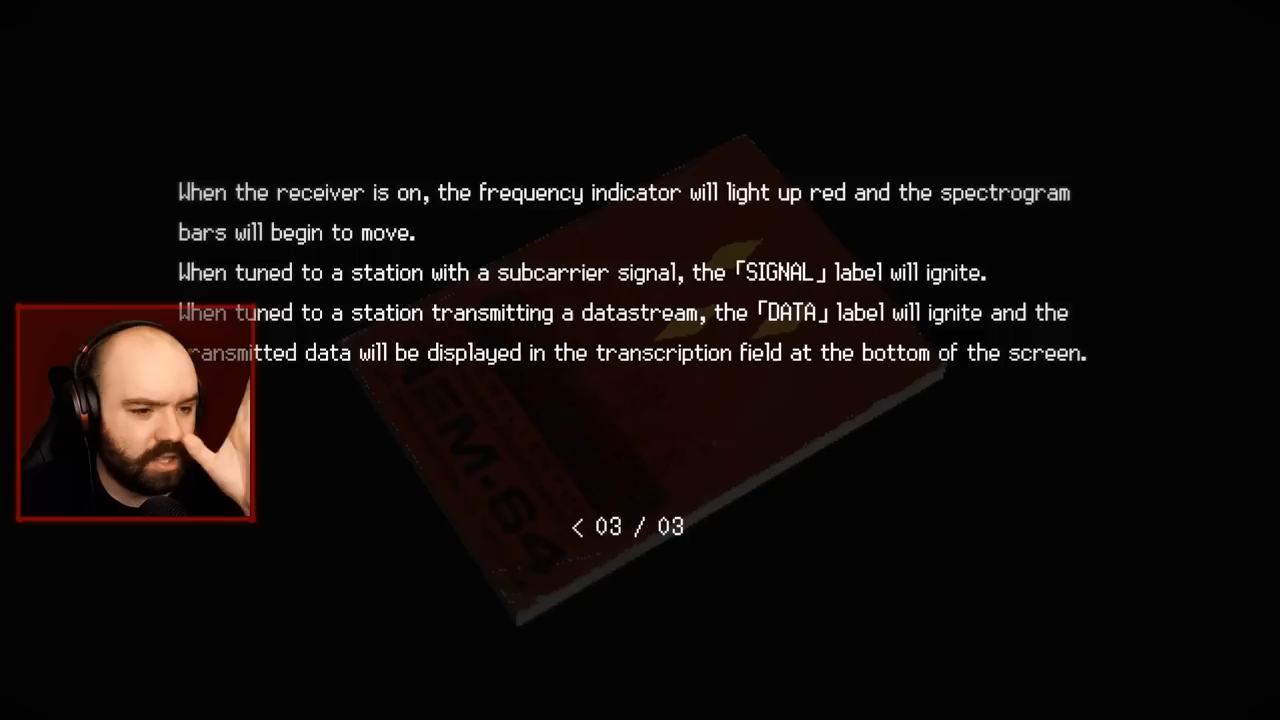 When the receiver is on, the frequency indicator will light up red and the spectrogram
bars will begin to move.
When tuned to a station with a subcarrier signal, the「SIGNAL」label will ignite.
When tuned to a station transmitting a datastream, the「DATA」label will ignite and the
ransmitted data will be displayed in the transcription field at the bottom of the screen.
< 03 / 03